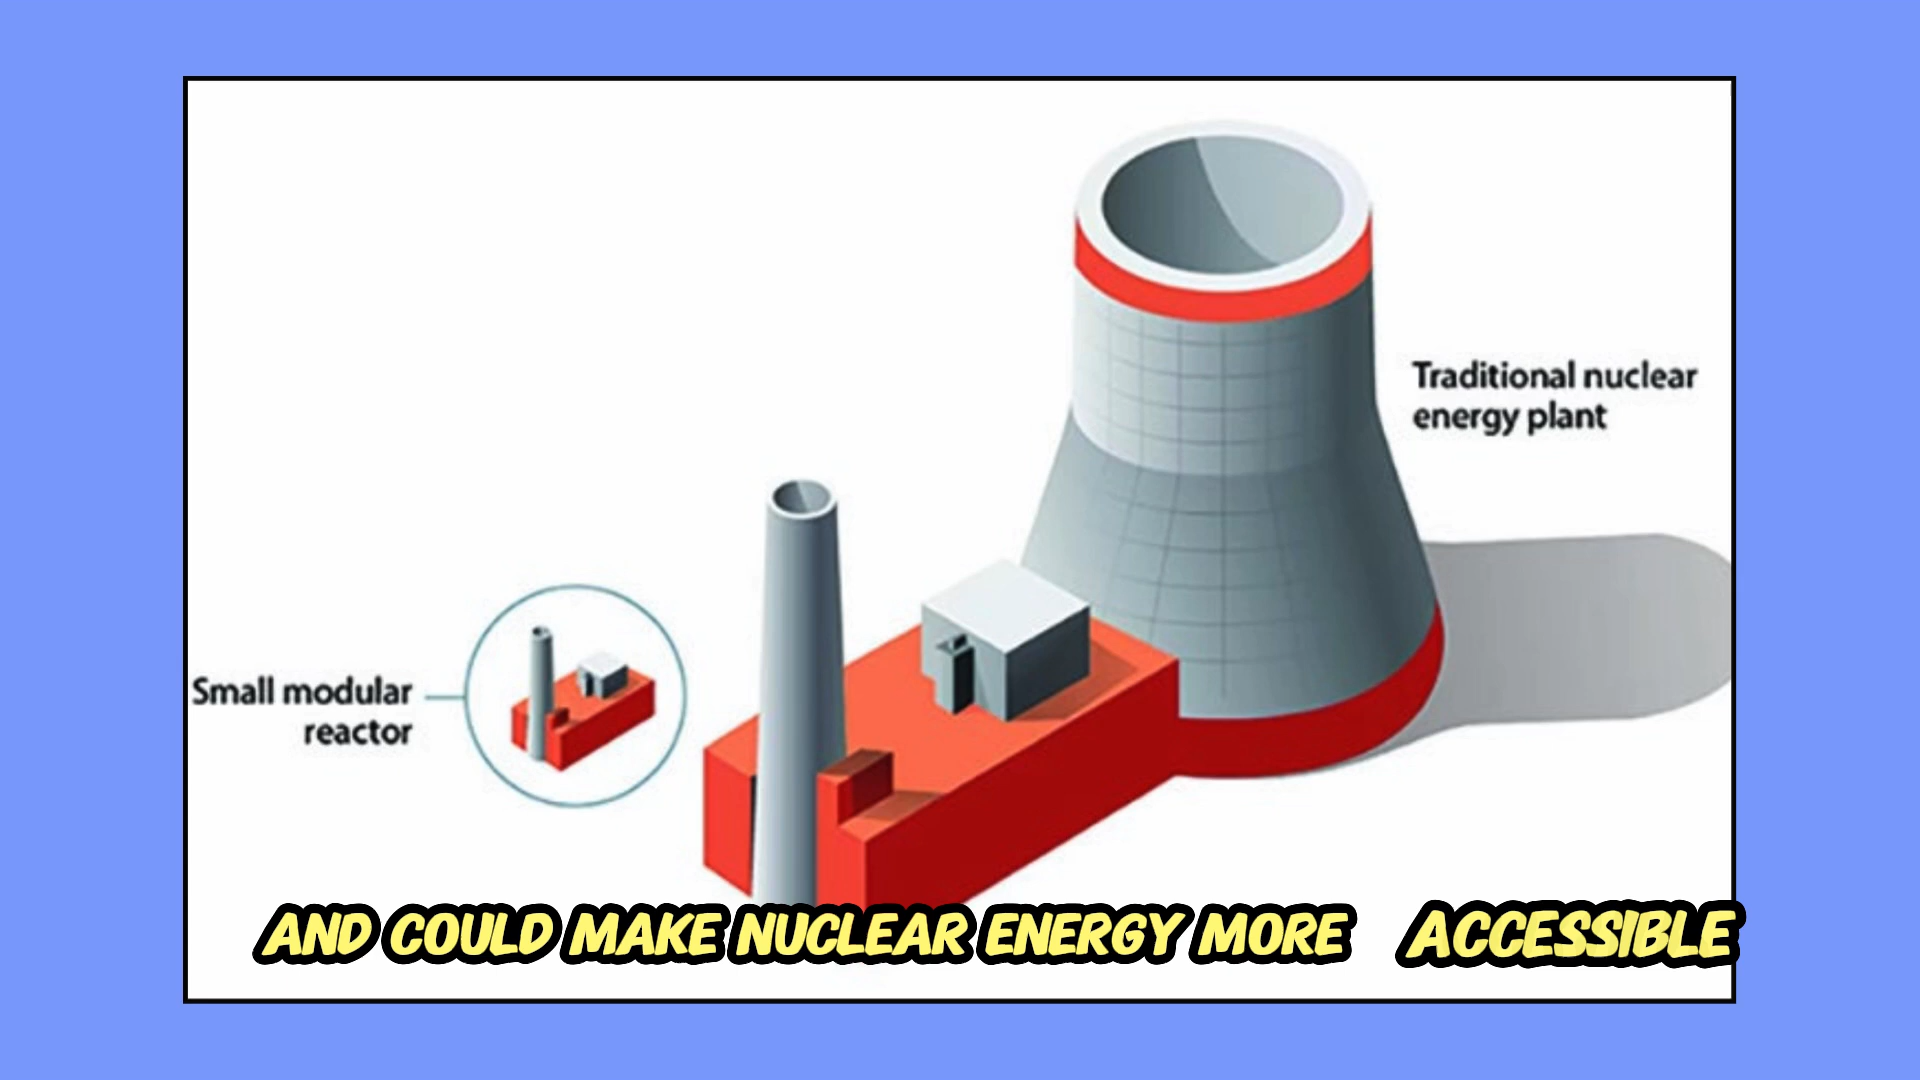 Traditional nuclear
energy plant
Small modular
reactor
AND COULD MAKE NUCLEAR ENERGY MORE ACCESSIBLE